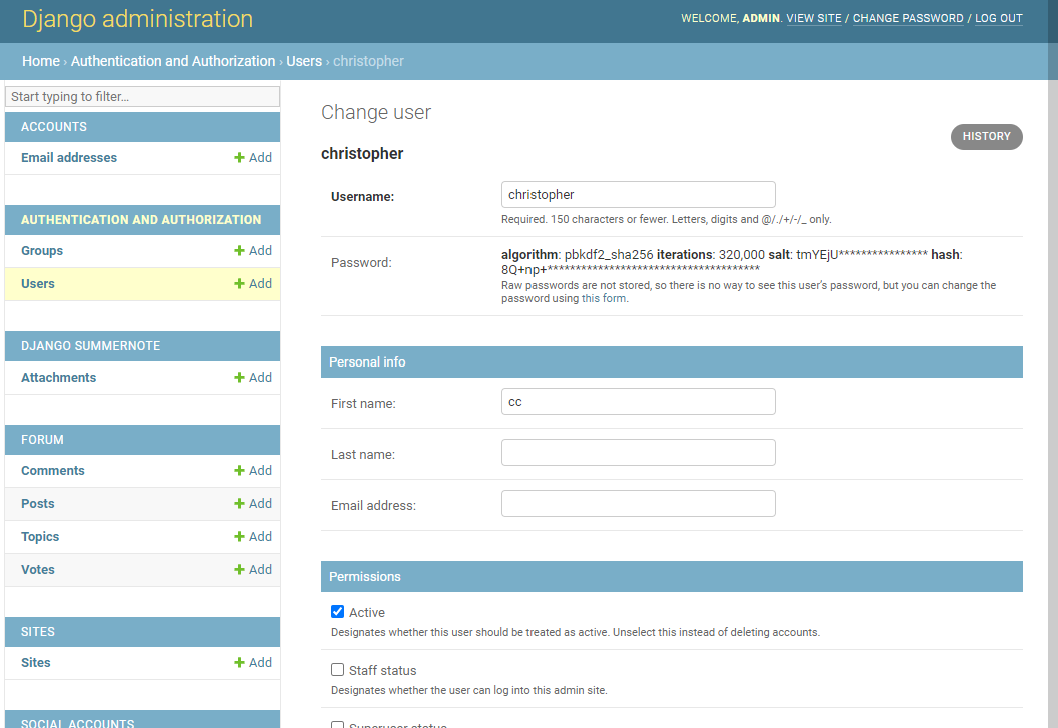 Django administration
WELCOME, ADMIN. VIEW SITE / CHANGE PASSWORD / LOG OUT
Home › Authentication and Authorization › Users › christopher
Start typing to filter...
ACCOUNTS
Email addresses + Add
AUTHENTICATION AND AUTHORIZATION
Groups + Add
Users + Add
DJANGO SUMMERNOTE
Attachments + Add
FORUM
Comments + Add
Posts + Add
Topics + Add
Votes + Add
SITES
Sites + Add
SOCIAL ACCOUNTS
Change user
HISTORY
christopher
Username: christopher
Required. 150 characters or fewer. Letters, digits and @/./+/-/_ only.
Password: algorithm: pbkdf2_sha256 iterations: 320,000 salt: tmYEjU**************** hash:
8Q+np+**************************************
Raw passwords are not stored, so there is no way to see this user's password, but you can change the
password using this form.
Personal info
First name: cc
Last name:
Email address:
Permissions
Active
Designates whether this user should be treated as active. Unselect this instead of deleting accounts.
Staff status
Designates whether the user can log into this admin site.
Superuser status